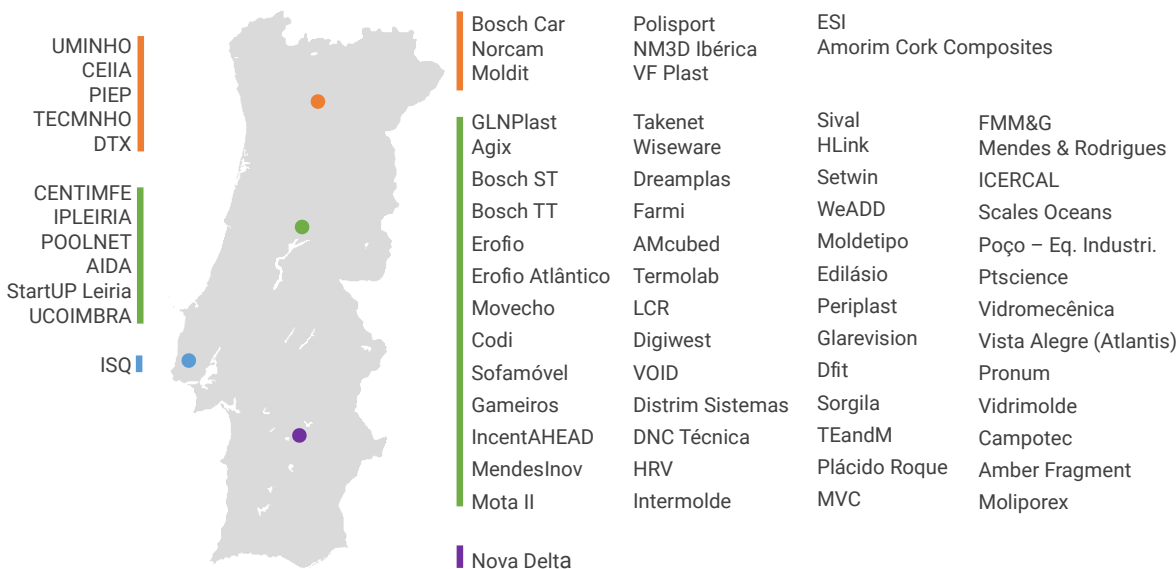 UMINHO
CEIIA
PIEP
TECMNHO
DTX
CENTIMFE
IPLEIRIA
POOLNET
AIDA
StartUP Leiria
UCOIMBRA
ISQ
Bosch Car Polisport ESI
Norcam NM3D Ibérica Amorim Cork Composites
Moldit VF Plast
GLNPlast Takenet Sival FMM&G
Agix Wiseware HLink Mendes & Rodrigues
Bosch ST Dreamplas Setwin ICERCAL
Bosch TT Farmi WeADD Scales Oceans
Erofio AMcubed Moldetipo Poço – Eq. Industri.
Erofio Atlântico Termolab Edilásio Ptscience
Movecho LCR Periplast Vidromecênica
Codi Digiwest Glarevision Vista Alegre (Atlantis)
Sofamóvel VOID Dfit Pronum
Gameiros Distrim Sistemas Sorgila Vidrimolde
IncentAHEAD DNC Técnica TEandM Campotec
MendesInov HRV Plácido Roque Amber Fragment
Mota II Intermolde MVC Moliporex
Nova Delta